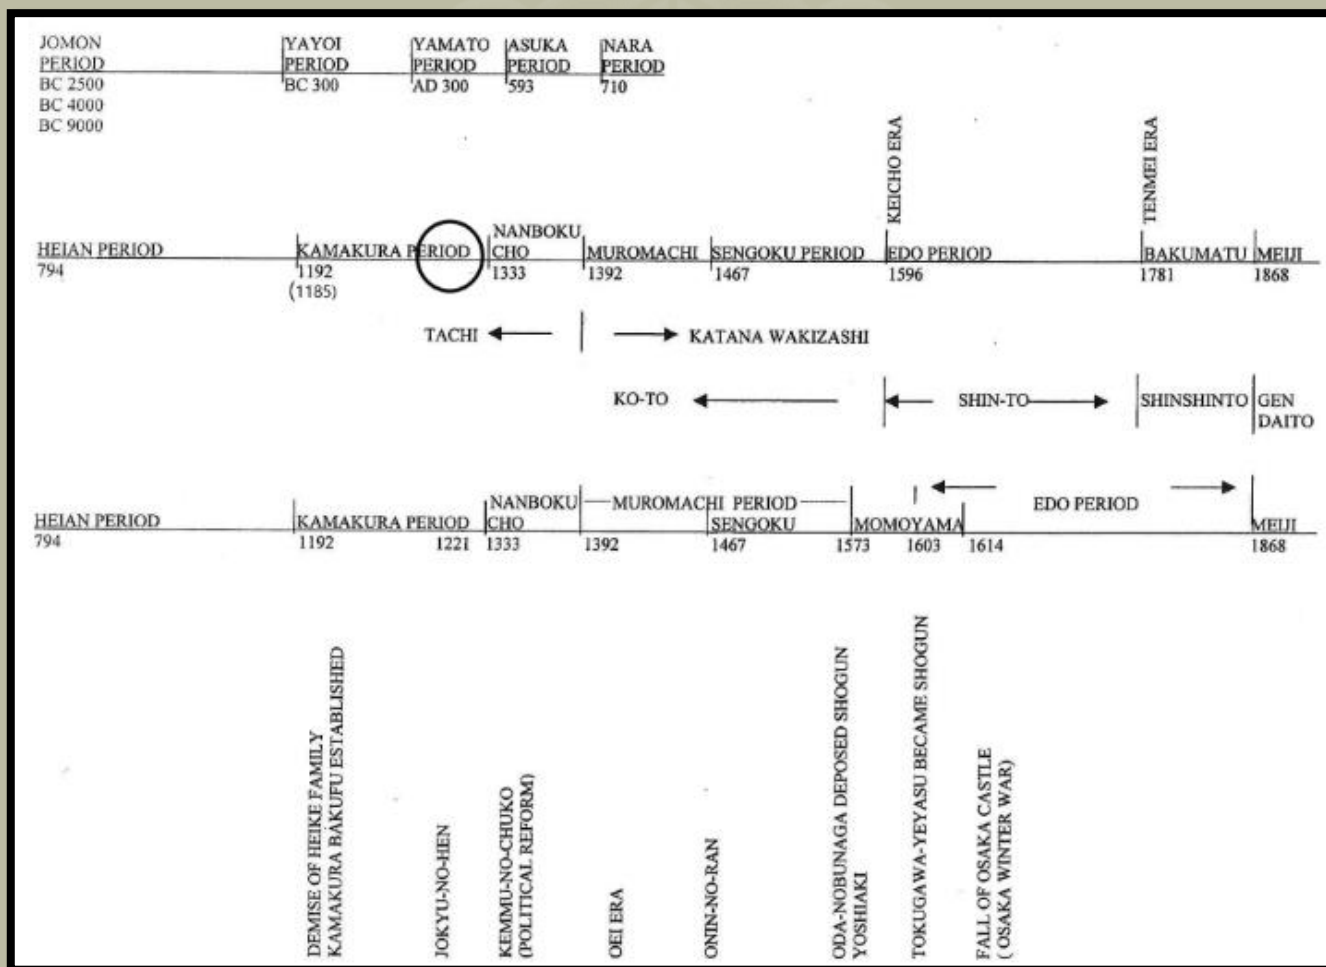 JOMON
PERIOD
BC 2500
BC 4000
BC 9000
YAYOI
PERIOD
BC 300
YAMATO
PERIOD
AD 300
ASUKA
PERIOD
593
NARA
PERIOD
710
KEICHO ERA
TENMEI ERA
HEIAN PERIOD
794
KAMAKURA PERIOD
1192
(1185)
NANBOKU
CHO
1333
MUROMACHI
1392
SENGOKU PERIOD
1467
EDO PERIOD
1596
BAKUMATU
1781
MEIJI
1868
TACHI
KATANA WAKIZASHI
KO-TO
SHIN-TO
SHINSHINTO
GEN
DAITO
HEIAN PERIOD
794
KAMAKURA PERIOD
1192
1221
NANBOKU
CHO
1333
MUROMACHI PERIOD
1392
SENGOKU
1467
MOMOYAMA
1573
1603
1614
EDO PERIOD
MEIJI
1868
DEMISE OF HEIKE FAMILY
KAMAKURA BAKUFU ESTABLISHED
JOKYU-NO-HEN
KEMMU-NO-CHUKO
(POLITICAL REFORM)
OEI ERA
ONIN-NO-RAN
ODA-NOBUNAGA DEPOSED SHOGUN
YOSHIAKI
TOKUGAWA-YEYASU BECAME SHOGUN
FALL OF OSAKA CASTLE
( OSAKA WINTER WAR)